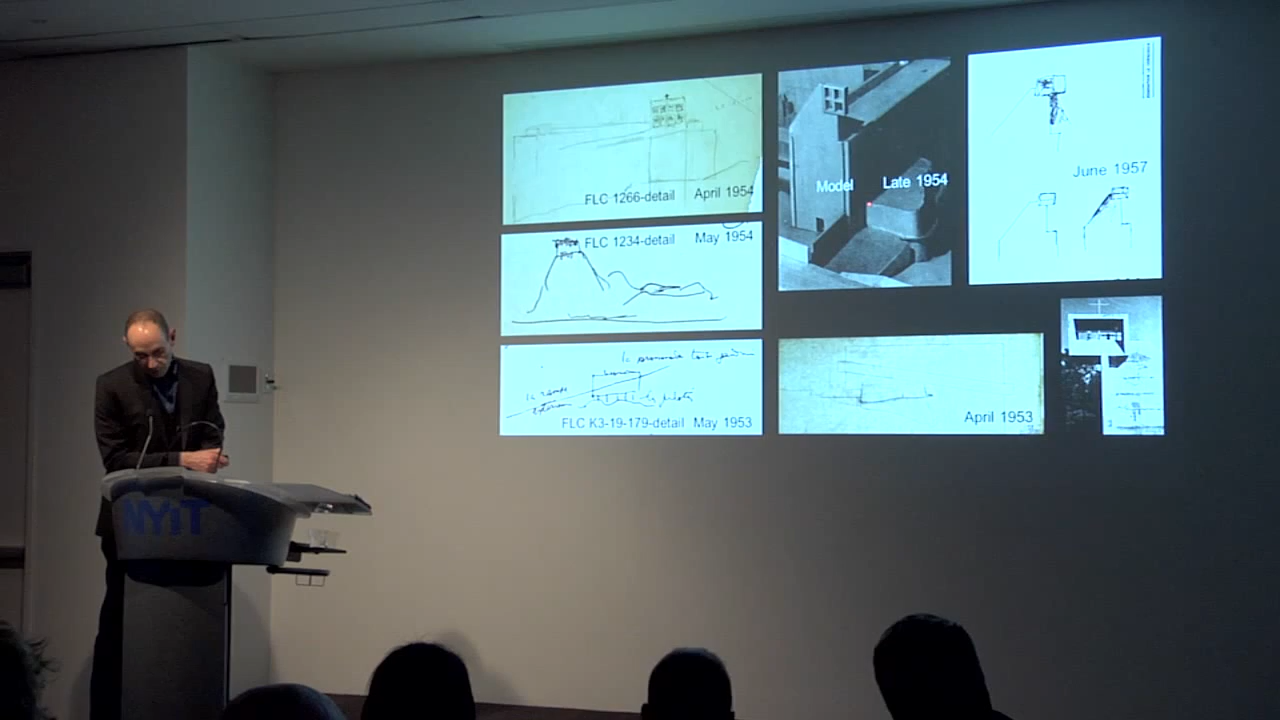 FLC 1266-detail April 1954
FLC 1234-detail May 1954
FLC K3-19-179-detail May 1953
Model Late 1954
June 1957
April 1953
NYiT